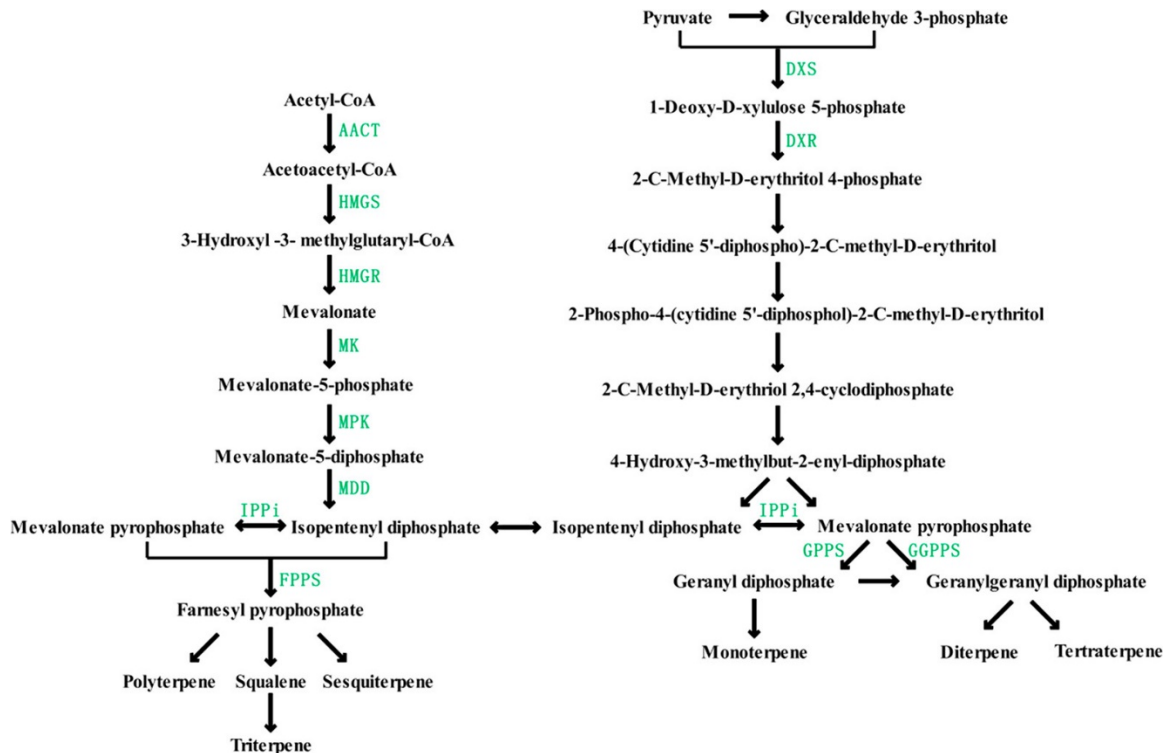 Acetyl-CoA
AACT
Acetoacetyl-CoA
HMGS
3-Hydroxyl -3- methylglutaryl-CoA
HMGR
Mevalonate
MK
Mevalonate-5-phosphate
MPK
Mevalonate-5-diphosphate
MDD
Mevalonate pyrophosphate
IPPi
Isopentenyl diphosphate
FPPS
Farnesyl pyrophosphate
Polyterpene
Squalene
Sesquiterpene
Triterpene
Pyruvate
Glyceraldehyde 3-phosphate
DXS
1-Deoxy-D-xylulose 5-phosphate
DXR
2-C-Methyl-D-erythritol 4-phosphate
4-(Cytidine 5'-diphospho)-2-C-methyl-D-erythritol
2-Phospho-4-(cytidine 5'-diphosphol)-2-C-methyl-D-erythritol
2-C-Methyl-D-erythriol 2,4-cyclodiphosphate
4-Hydroxy-3-methylbut-2-enyl-diphosphate
Isopentenyl diphosphate
IPPi
Mevalonate pyrophosphate
GPPS
GGPPS
Geranyl diphosphate
Geranylgeranyl diphosphate
Monoterpene
Diterpene
Tertraterpene